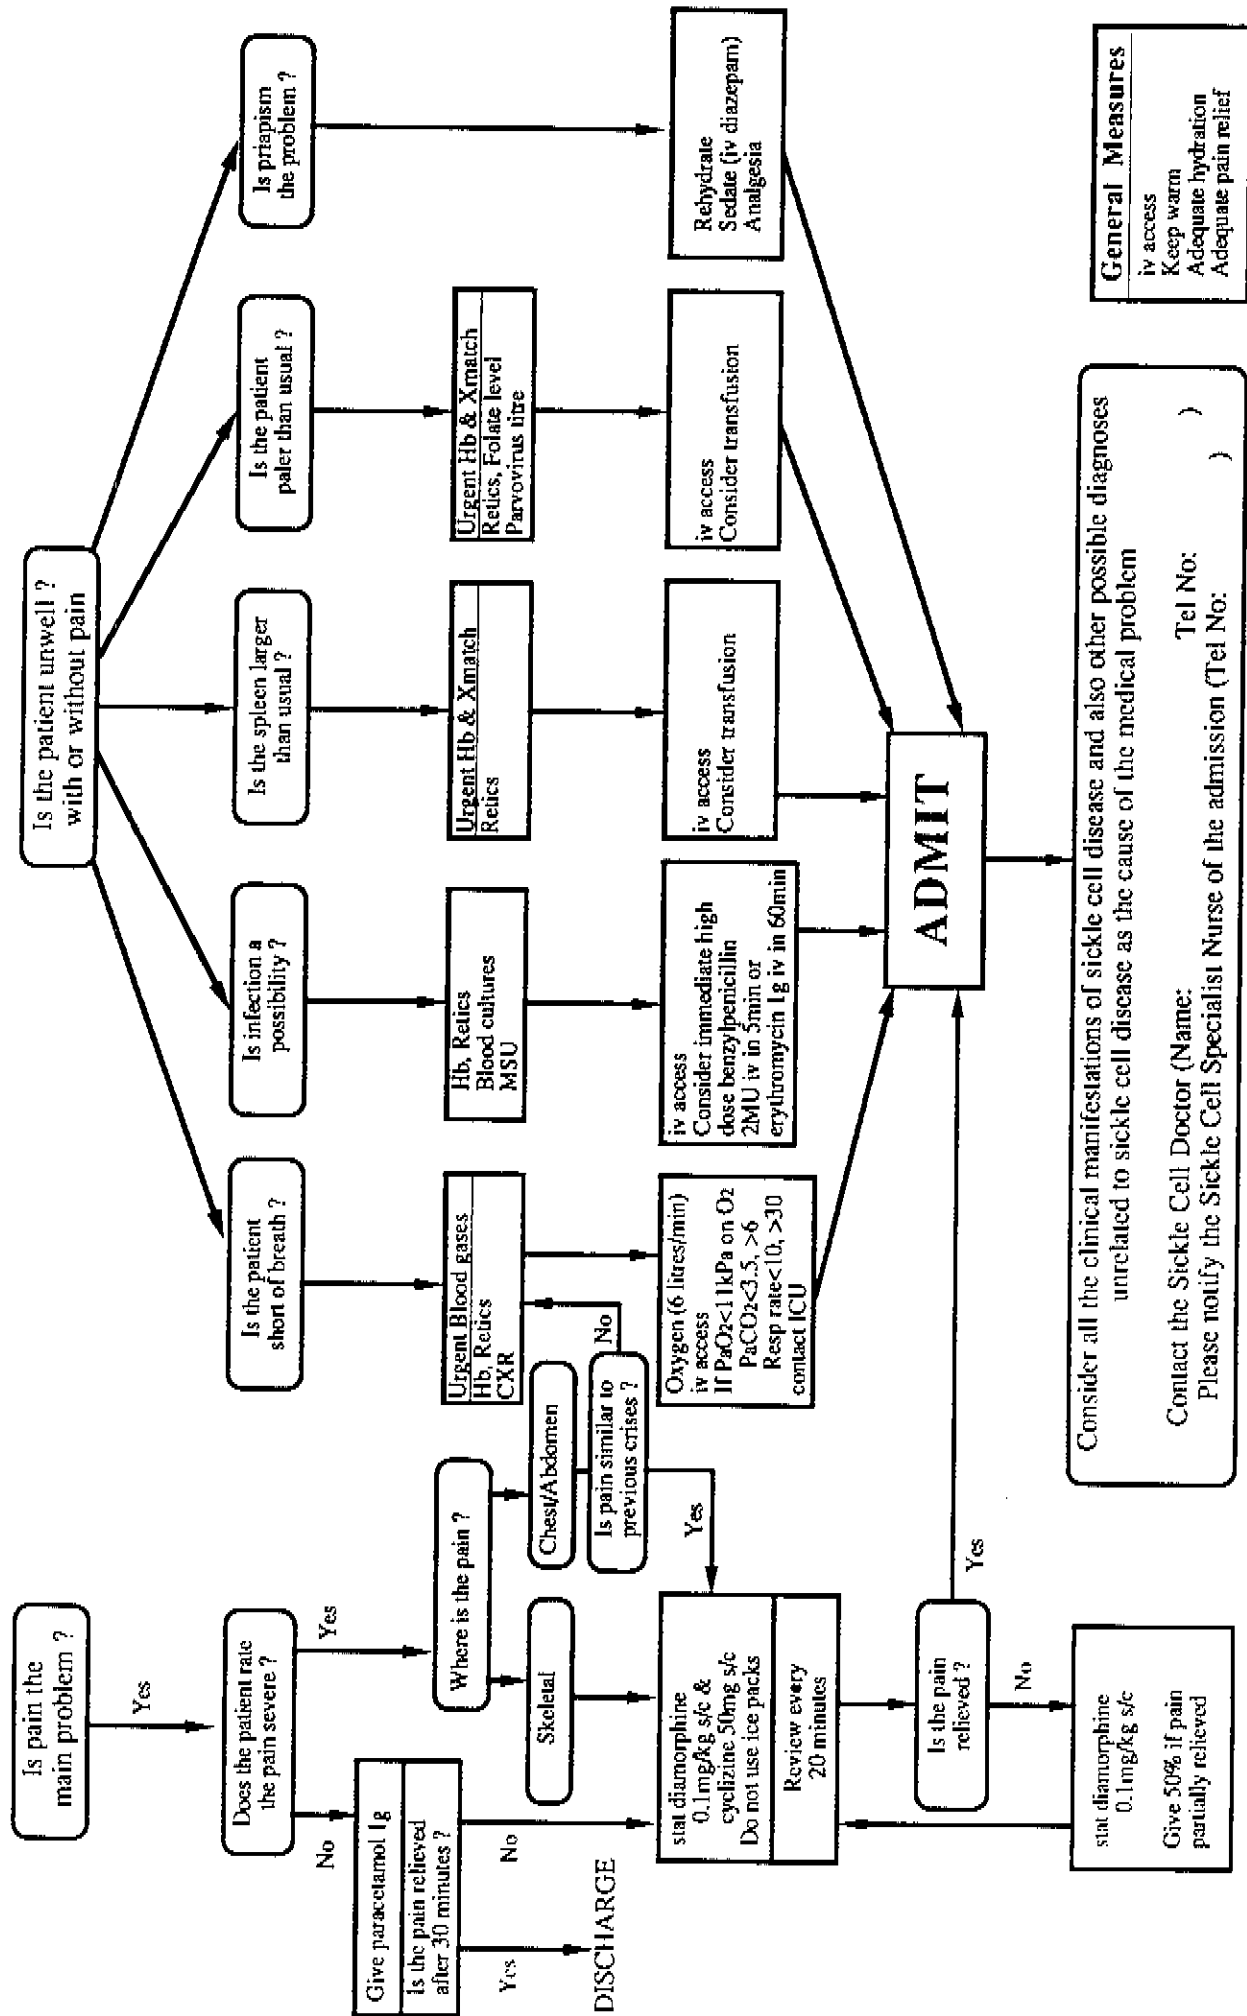 Is pain the
main problem ?
Yes
Does the patient rate
the pain severe ?
No
Yes
Give paracetamol 1g
Is the pain relieved
after 30 minutes ?
Yes
No
DISCHARGE
Where is the pain ?
Skeletal
Chest/Abdomen
Is pain similar to
previous crises ?
No
Yes
stat diamorphine
0.1mg/kg s/c &
cyclizine 50mg s/c
Do not use ice packs
Review every
20 minutes
Is the pain
relieved ?
Yes
No
stat diamorphine
0.1mg/kg s/c
Give 50% if pain
partially relieved
Is the patient unwell ?
with or without pain
Is the patient
short of breath ?
Urgent Blood gases
Hb, Retics
CXR
Oxygen (6 litres/min)
iv access
If PaO2<11kPa on O2
PaCO2<3.5, >6
Resp rate<10, >30
contact ICU
Is infection a
possibility ?
Hb, Retics
Blood cultures
MSU
iv access
Consider immediate high
dose benzylpenicillin
2MU iv in 5min or
erythromycin 1g iv in 60min
Is the spleen larger
than usual ?
Urgent Hb & Xmatch
Retics
iv access
Consider transfusion
Is the patient
paler than usual ?
Urgent Hb & Xmatch
Retics, Folate level
Parvovirus titre
iv access
Consider transfusion
Is priapism
the problem ?
Rehydrate
Sedate (iv diazepam)
Analgesia
ADMIT
Consider all the clinical manifestations of sickle cell disease and also other possible diagnoses
unrelated to sickle cell disease as the cause of the medical problem
Contact the Sickle Cell Doctor (Name: Tel No: )
Please notify the Sickle Cell Specialist Nurse of the admission (Tel No: )
General Measures
iv access
Keep warm
Adequate hydration
Adequate pain relief